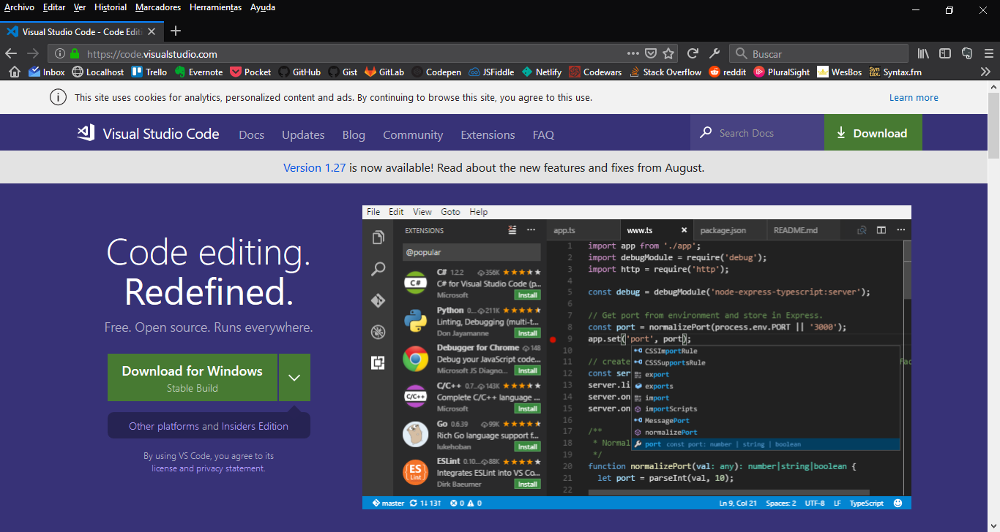 Archivo Editar Ver Historial Marcadores Herramientas Ayuda
Visual Studio Code - Code Edit
https://code.visualstudio.com
Buscar
Inbox Localhost Trello Evernote Pocket GitHub Gist GitLab Codepen JSFiddle Netlify Codewars Stack Overflow reddit PluralSight WesBos Syntax.fm
This site uses cookies for analytics, personalized content and ads. By continuing to browse this site, you agree to this use.
Learn more
Visual Studio Code Docs Updates Blog Community Extensions FAQ Search Docs Download
Version 1.27 is now available! Read about the new features and fixes from August.
Code editing.
Redefined.
Free. Open source. Runs everywhere.
Download for Windows
Stable Build
Other platforms and Insiders Edition
By using VS Code, you agree to its
license and privacy statement.
File Edit View Goto Help
EXTENSIONS
@popular
C# 1.2.2 356K
C# for Visual Studio Code (p...
Microsoft Install
Python 0... 211K
Linting, Debugging (multi-t...
Don Jayamanne Install
Debugger for Chrome 148
Debug your JavaScript code...
Microsoft JS Diagno... Install
C/C++ 0.7... 143K
Complete C/C++ language ...
Microsoft Install
Go 0.6.39 99K
Rich Go language support f...
lukehoban Install
ESLint 0.10... 88K
Integrates ESLint into VS Co...
Dirk Baeumer Install
app.ts www.ts package.json README.md
1 import app from './app';
2 import debugModule = require('debug');
3 import http = require('http');
4
5 const debug = debugModule('node-express-typescript:server');
6
7 // Get port from environment and store in Express.
8 const port = normalizePort(process.env.PORT || '3000');
9 app.set('port', port);
10
11 // create
12 const ser
13 server.li
14 server.on
15 server.on
16
17 /**
18 * Normal
19 */
20 function normalizePort(val: any): number|string|boolean {
21 let port = parseInt(val, 10);
22
CSSImportRule
CSSSupportsRule
export
exports
import
importScripts
MessagePort
normalizePort
port const port: number | string | boolean
master 1↓ 13↑ 0 0
Ln 9, Col 21 Spaces: 2 UTF-8 LF TypeScript